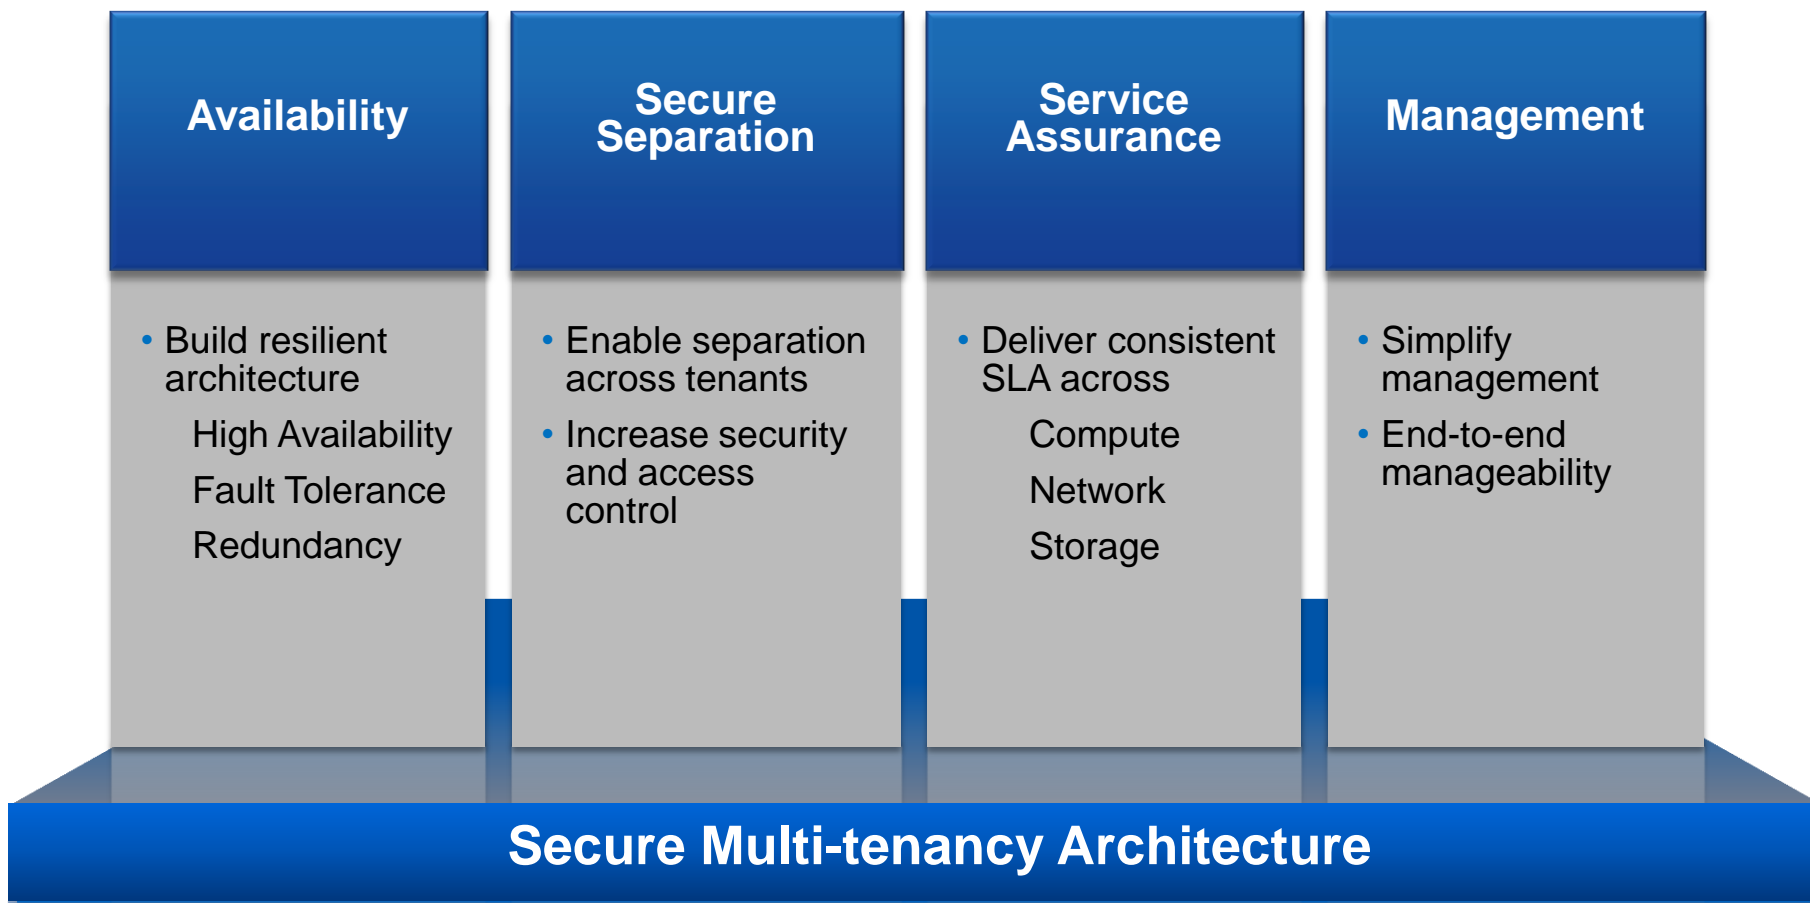 Availability
• Build resilient
architecture
High Availability
Fault Tolerance
Redundancy
Secure
Separation
• Enable separation
across tenants
• Increase security
and access
control
Service
Assurance
• Deliver consistent
SLA across
Compute
Network
Storage
Management
• Simplify
management
• End-to-end
manageability
Secure Multi-tenancy Architecture